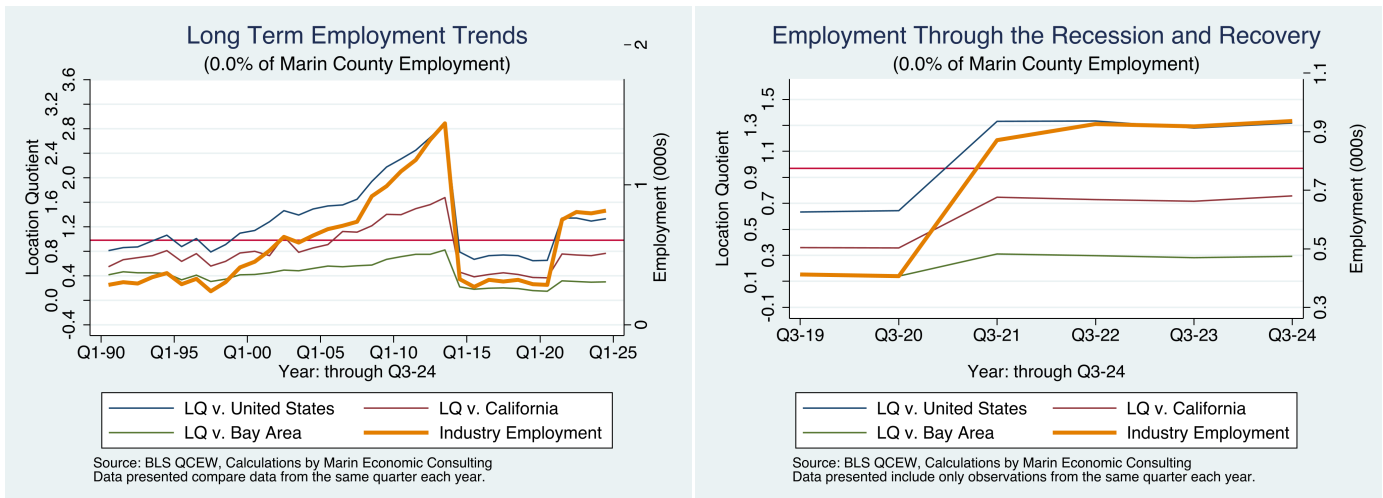 Long Term Employment Trends
(0.0% of Marin County Employment)
Location Quotient
3.6
3.2
2.8
2.4
2.0
1.6
1.2
0.8
0.4
0.0
-0.4
2
1
0
Employment (000s)
Q1-90 Q1-95 Q1-00 Q1-05 Q1-10 Q1-15 Q1-20 Q1-25
Year: through Q3-24
LQ v. United States LQ v. California
LQ v. Bay Area Industry Employment
Source: BLS QCEW, Calculations by Marin Economic Consulting
Data presented compare data from the same quarter each year.
Employment Through the Recession and Recovery
(0.0% of Marin County Employment)
Location Quotient
1.5
1.3
1.1
0.9
0.7
0.5
0.3
0.1
-0.1
1.1
0.9
0.7
0.5
0.3
Employment (000s)
Q3-19 Q3-20 Q3-21 Q3-22 Q3-23 Q3-24
Year: through Q3-24
LQ v. United States LQ v. California
LQ v. Bay Area Industry Employment
Source: BLS QCEW, Calculations by Marin Economic Consulting
Data presented include only observations from the same quarter each year.